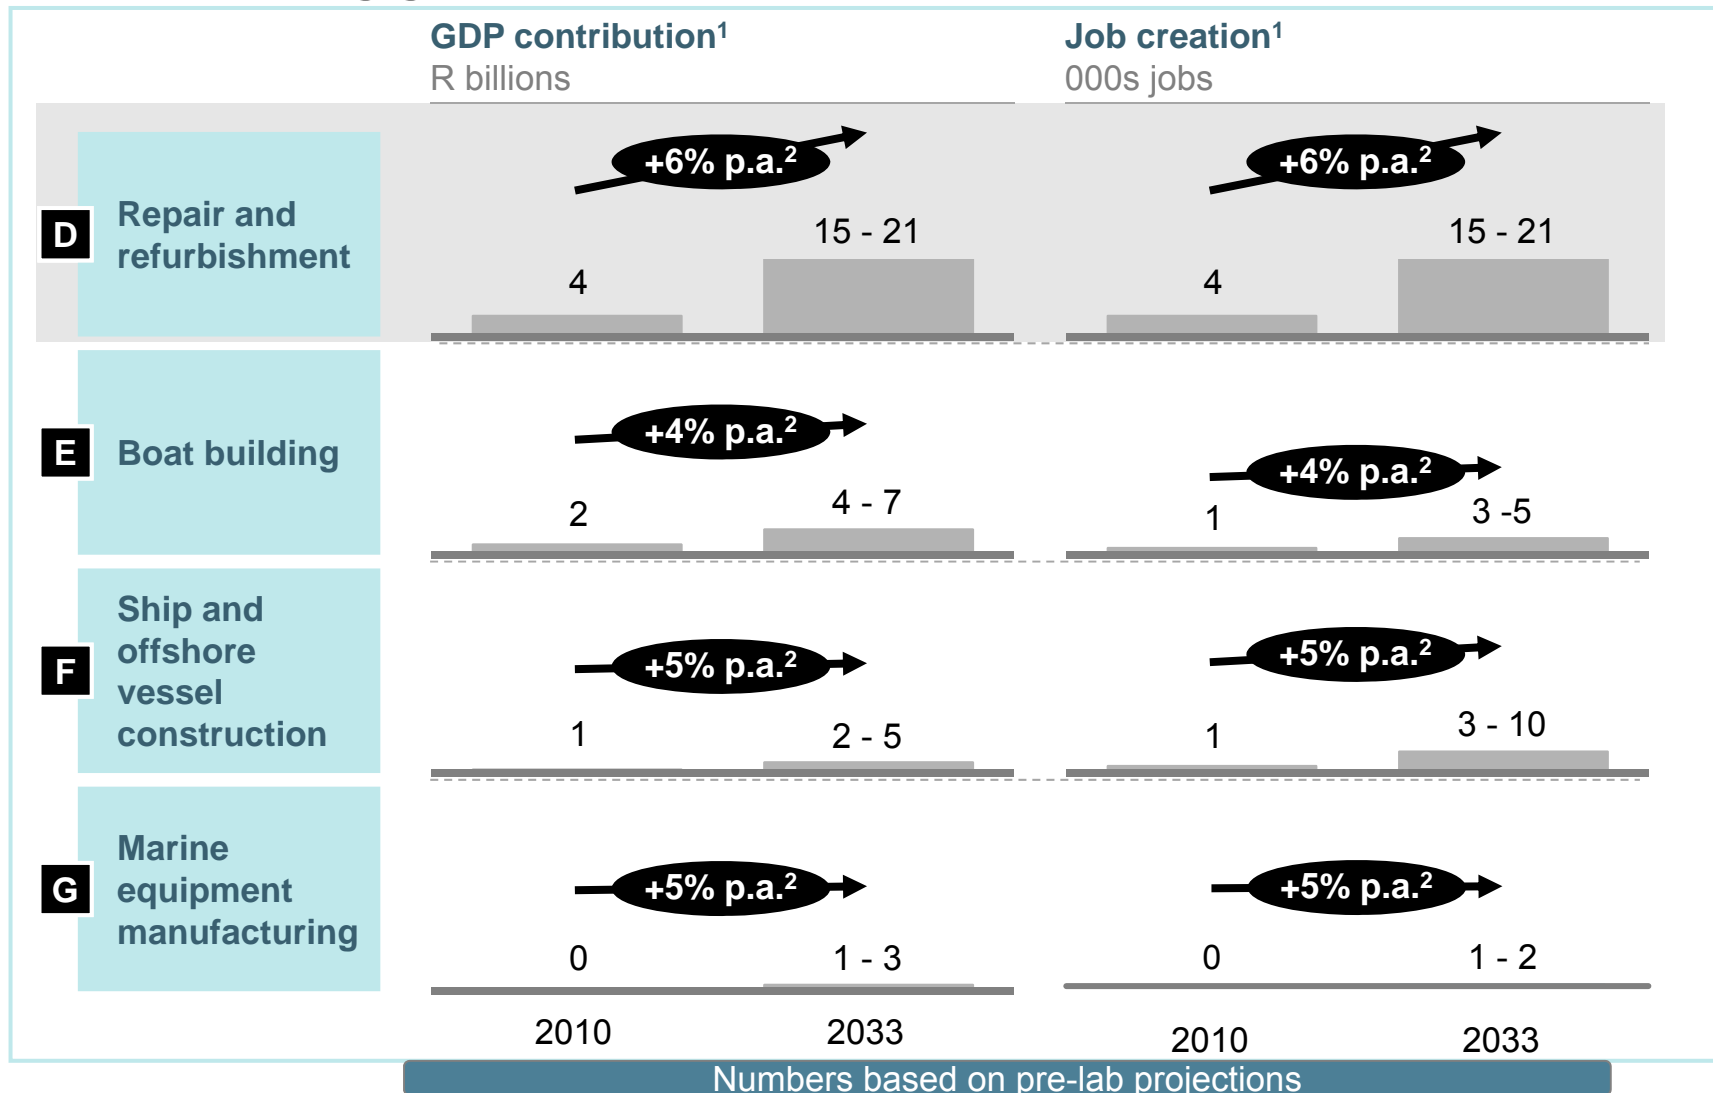 GDP contribution¹
R billions
Job creation¹
000s jobs
D
Repair and
refurbishment
+6% p.a.²
4
15 - 21
+6% p.a.²
4
15 - 21
E
Boat building
+4% p.a.²
2
4 - 7
+4% p.a.²
1
3 -5
F
Ship and
offshore
vessel
construction
+5% p.a.²
1
2 - 5
+5% p.a.²
1
3 - 10
G
Marine
equipment
manufacturing
+5% p.a.²
0
1 - 3
+5% p.a.²
0
1 - 2
2010
2033
2010
2033
Numbers based on pre-lab projections